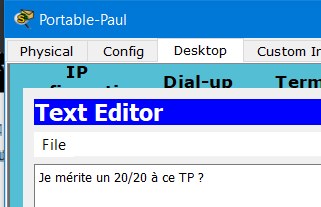 Portable-Paul
Physical Config Desktop Custom In
IP
Dial-up Term
Text Editor
File
Je mérite un 20/20 à ce TP ?